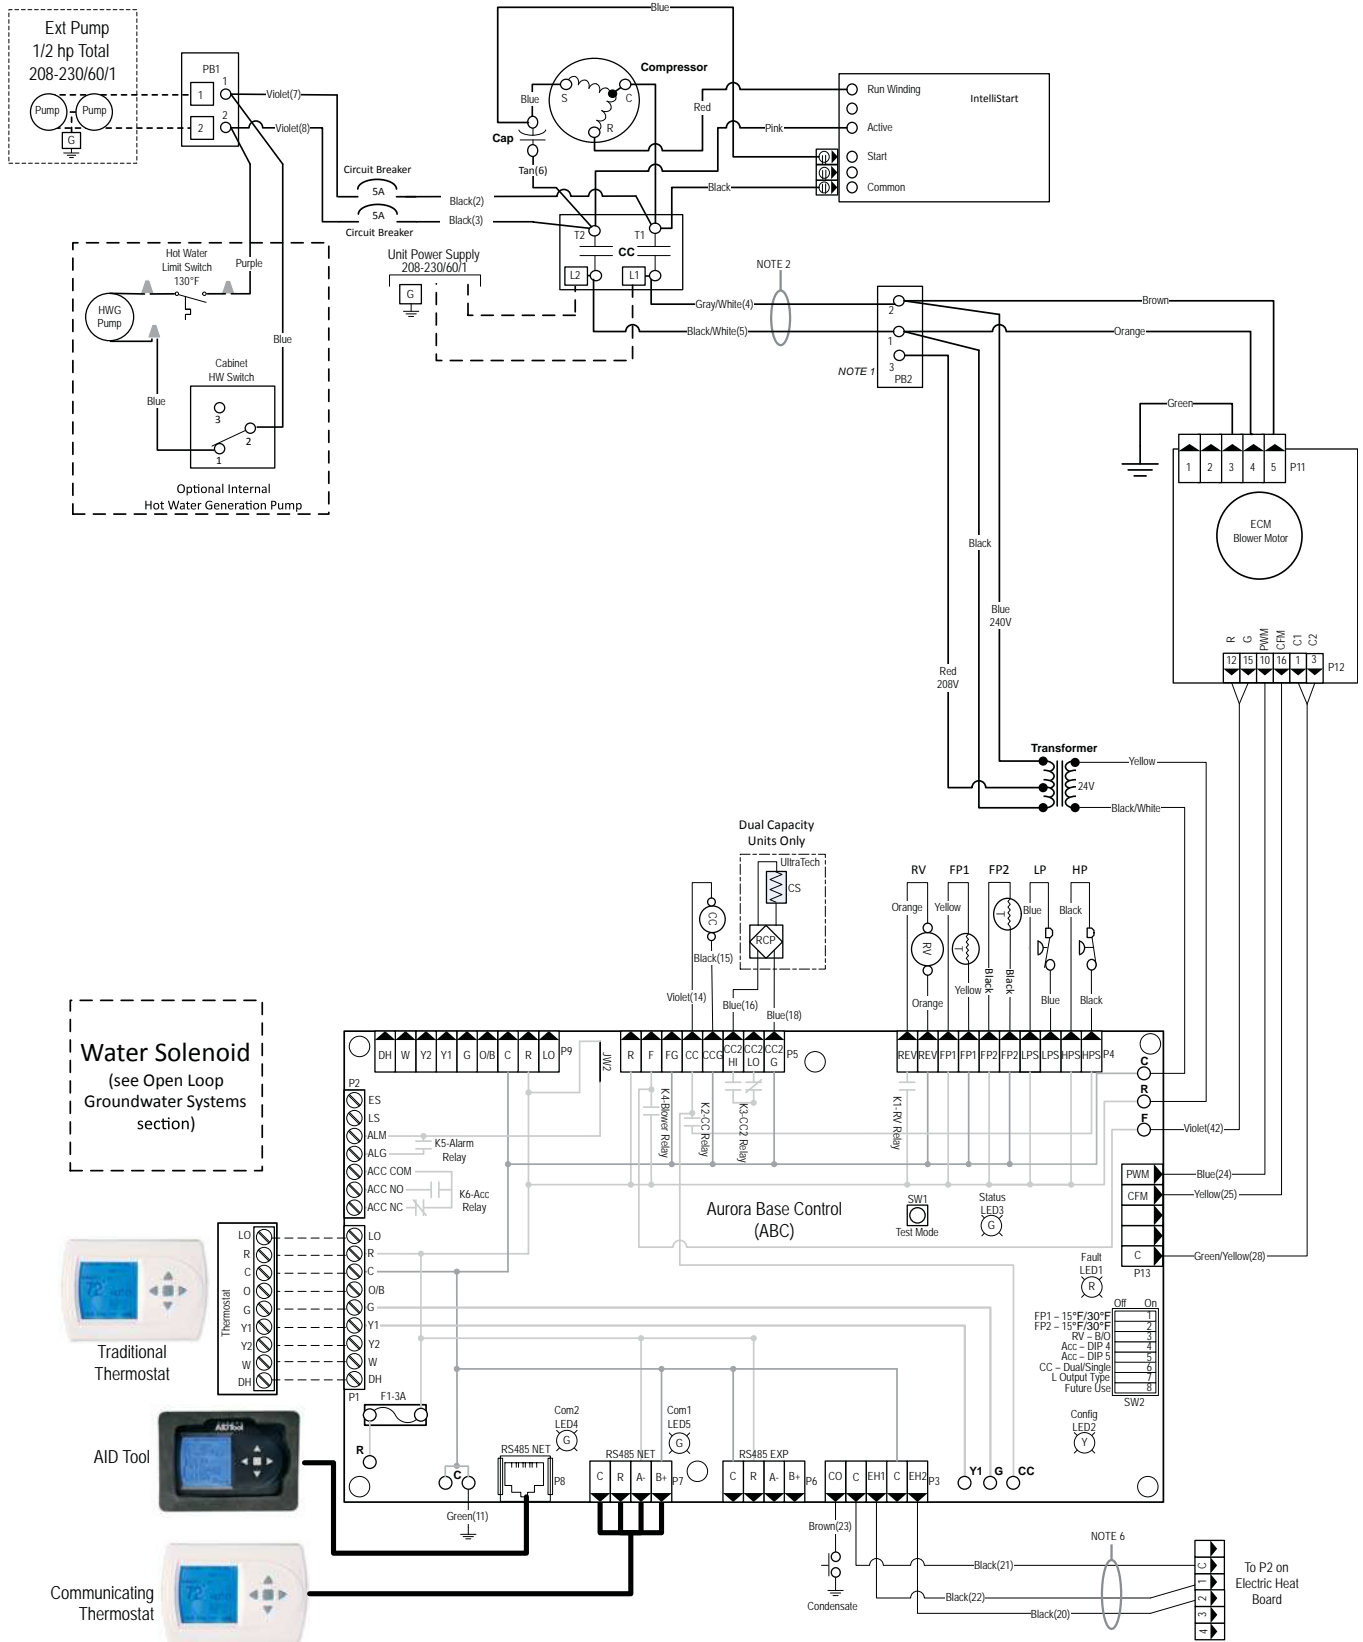 Ext Pump
1/2 hp Total
208-230/60/1
Pump
Pump
G
PB1
1
1
2
2
Violet(7)
Violet(8)
Circuit Breaker
5A
5A
Circuit Breaker
Black(2)
Black(3)
Blue
Compressor
S
C
R
Blue
Cap
Tan(6)
Red
Pink
Black
Run Winding
IntelliStart
Active
Start
Common
T2
T1
CC
L2
L1
Unit Power Supply
208-230/60/1
G
NOTE 2
Gray/White(4)
Black/White(5)
2
1
3
PB2
NOTE 1
Brown
Orange
Green
Hot Water
Limit Switch
130°F
Purple
HWG
Pump
Blue
Cabinet
HW Switch
Blue
3
2
1
Optional Internal
Hot Water Generation Pump
1
2
3
4
5
P11
ECM
Blower Motor
R
G
PWM
CFM
C1
C2
12
15
10
16
1
3
P12
Black
Blue
240V
Red
208V
Transformer
Yellow
24V
Black/White
Dual Capacity
Units Only
UltraTech
CS
RCP
CC
Black(15)
Violet(14)
Blue(16)
Blue(18)
RV
FP1
FP2
LP
HP
Orange
Yellow
Blue
Black
RV
T
T
Orange
Yellow
Black
Black
Blue
Black
Water Solenoid
(see Open Loop
Groundwater Systems
section)
DH
W
Y2
Y1
G
O/B
C
R
LO
P9
JW2
R
F
FG
CC
CCG
CC2
HI
CC2
LO
CC2
G
P5
REV
REV
FP1
FP1
FP2
FP2
LPS
LPS
HPS
HPS
P4
C
R
F
Violet(42)
P2
ES
LS
ALM
ALG
ACC COM
ACC NO
ACC NC
K5-Alarm
Relay
K6-Acc
Relay
K4-Blower Relay
K2-CC Relay
K3-CC2 Relay
K1-RV Relay
Aurora Base Control
(ABC)
SW1
Test Mode
Status
LED3
G
PWM
CFM
C
P13
Blue(24)
Yellow(25)
Green/Yellow(28)
Fault
LED1
R
Off
On
FP1 – 15°F/30°F
1
FP2 – 15°F/30°F
2
RV – B/O
3
Acc – DIP 4
4
Acc – DIP 5
5
CC – Dual/Single
6
L Output Type
7
Future Use
8
SW2
Config
LED2
Y
Thermostat
LO
R
C
O
G
Y1
Y2
W
DH
LO
R
C
O/B
G
Y1
Y2
W
DH
P1
F1-3A
R
72
Traditional
Thermostat
AID Tool
AID Tool
72
Communicating
Thermostat
C
Green(11)
RS485 NET
P8
Com2
LED4
G
RS485 NET
C
R
A-
B+
P7
Com1
LED5
G
RS485 EXP
C
R
A-
B+
P6
CO
C
EH1
C
EH2
P3
Y1
G
CC
Brown(23)
Condensate
Black(21)
Black(22)
Black(20)
NOTE 6
C
1
2
3
4
To P2 on
Electric Heat
Board